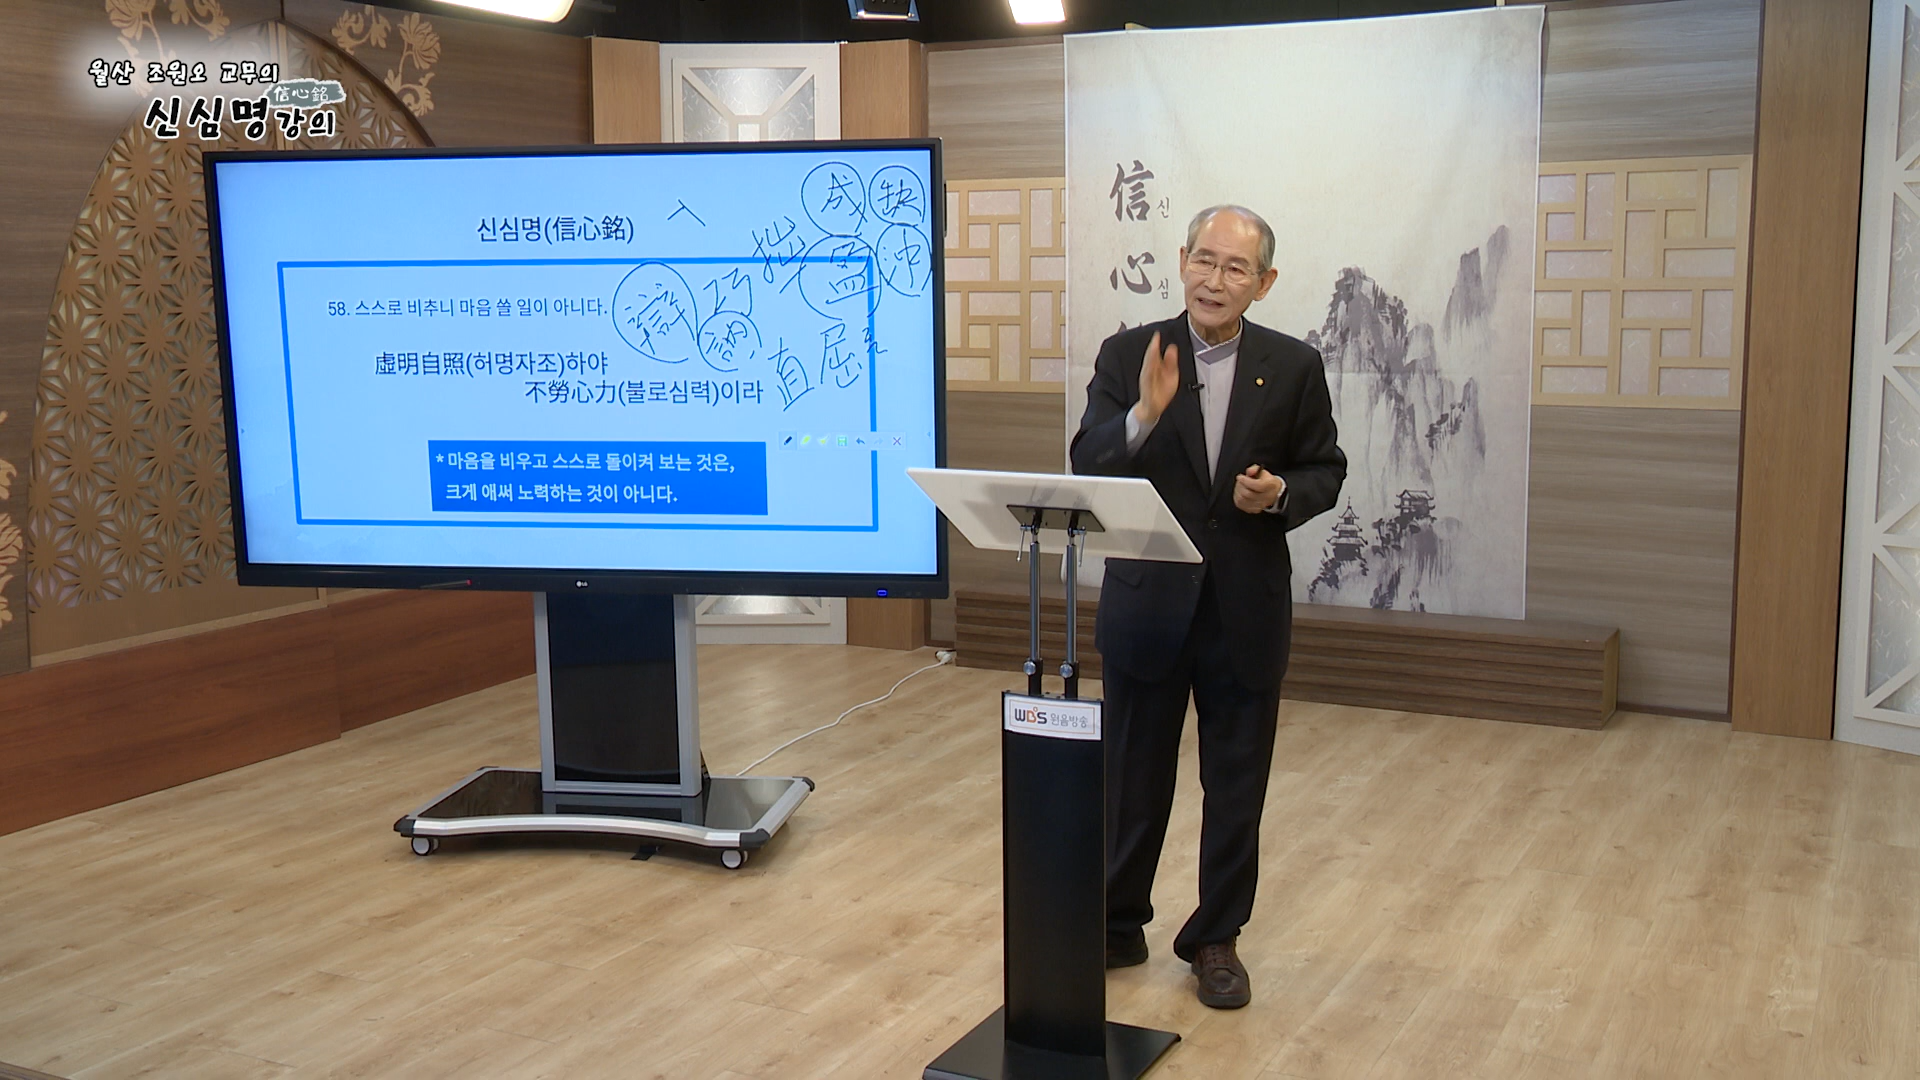 월산 조원오 교무의
신심명강의
信心銘
신심명(信心銘)
58. 스스로 비추니 마음 쓸 일이 아니다.
虛明自照(허명자조)하야
不勞心力(불로심력)이라
* 마음을 비우고 스스로 돌이켜 보는 것은,
크게 애써 노력하는 것이 아니다.
成 缺
巧 拙 盈 冲
辯 訥
直 屈
LG
信 신
心 심
WBS 원음방송